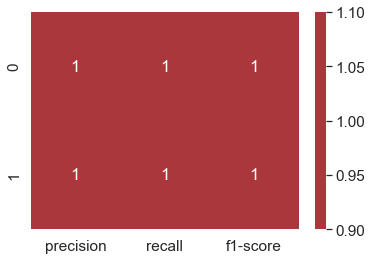 1.10
0 1 1 1 1.05
1.00
1 1 1 1 0.95
0.90
precision recall f1-score